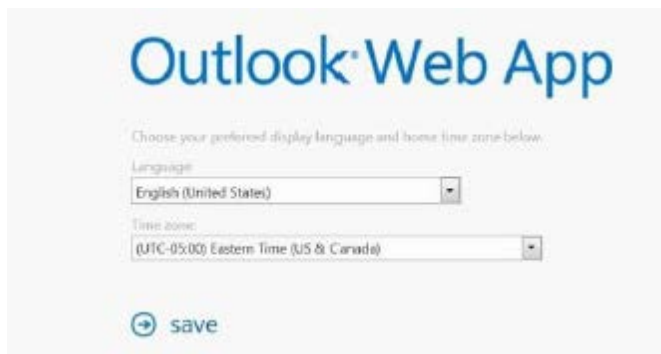 Outlook® Web App
Choose your preferred display language and home time zone below.
Language:
English (United States)
Time zone:
(UTC-05:00) Eastern Time (US & Canada)
save